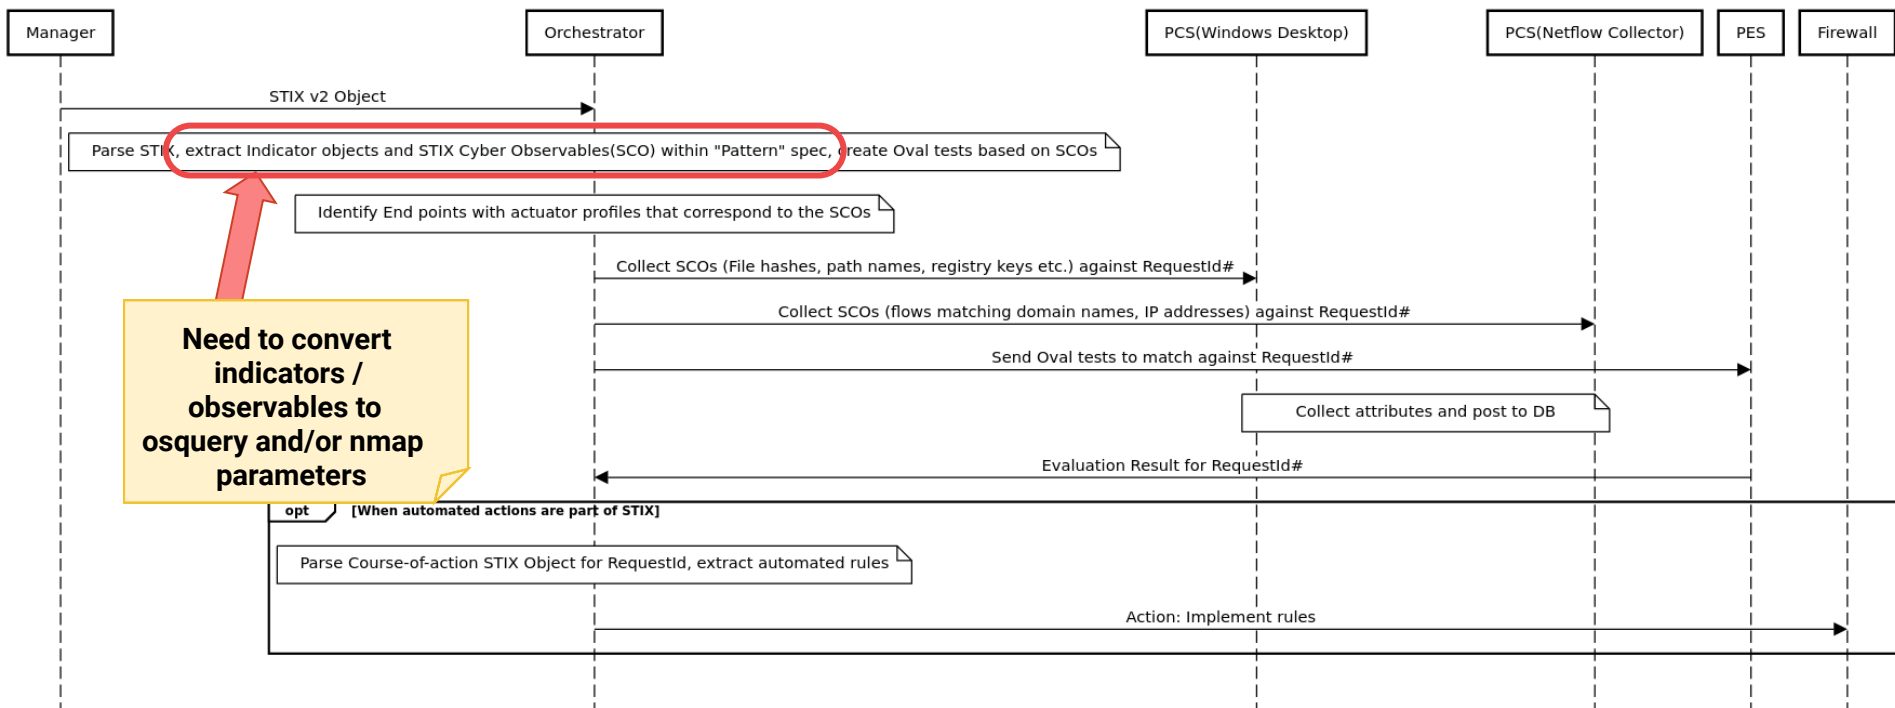 Manager
Orchestrator
PCS(Windows Desktop)
PCS(Netflow Collector)
PES
Firewall
STIX v2 Object
Parse STIX, extract Indicator objects and STIX Cyber Observables(SCO) within "Pattern" spec, create Oval tests based on SCOs
Identify End points with actuator profiles that correspond to the SCOs
Collect SCOs (File hashes, path names, registry keys etc.) against RequestId#
Collect SCOs (flows matching domain names, IP addresses) against RequestId#
Need to convert
indicators /
observables to
osquery and/or nmap
parameters
Send Oval tests to match against RequestId#
Collect attributes and post to DB
Evaluation Result for RequestId#
opt
[When automated actions are part of STIX]
Parse Course-of-action STIX Object for RequestId, extract automated rules
Action: Implement rules